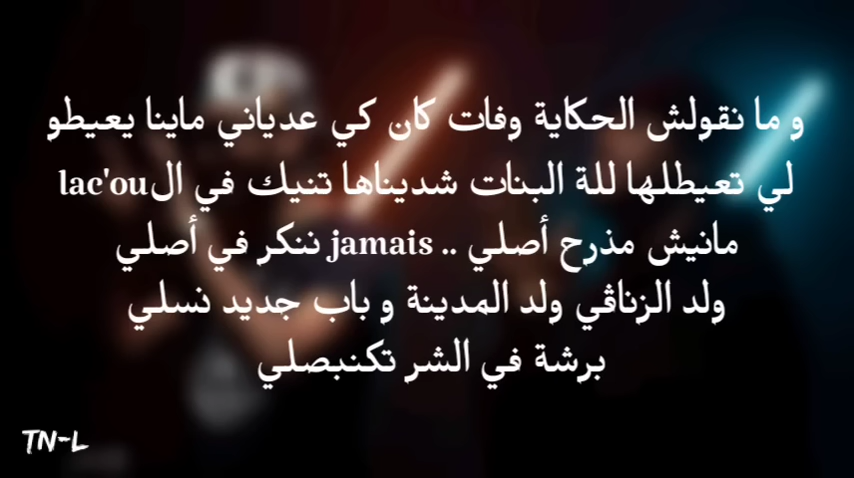 و ما نقولش الحكاية وفات كان كي عدياني ماينا يعيطو
لي تعيطلها للة البنات شديناها تنيك في الlac'ou
مانيش مذرح أصلي .. jamais ننكر في أصلي
ولد الزناڨي ولد المدينة و باب جديد نسلي
برشة في الشر تكنبصلي
TN-L